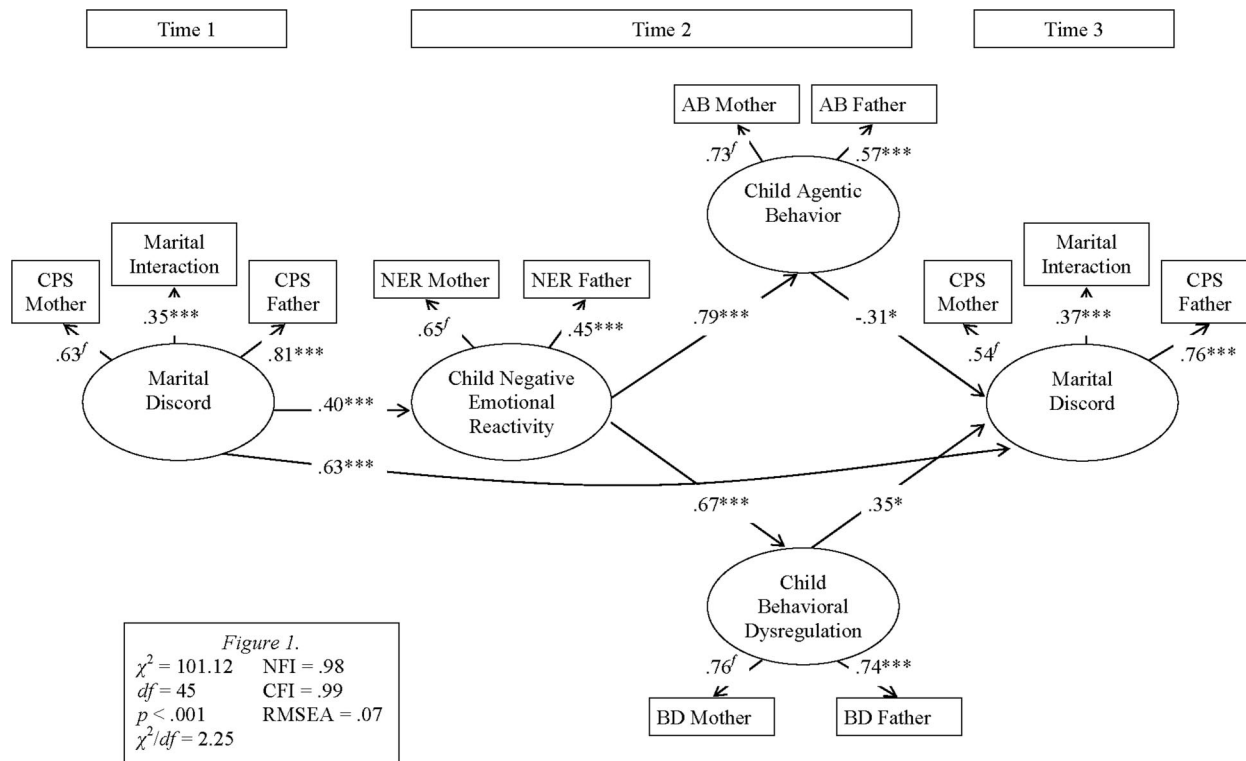 Time 1
Time 2
Time 3
AB Mother
AB Father
.73f
.57***
Child Agentic
Behavior
Marital
Interaction
CPS
Mother
CPS
Father
.35***
.63f
.81***
Marital
Discord
NER Mother
NER Father
.65f
.45***
Child Negative
Emotional
Reactivity
.79***
-.31*
Marital
Interaction
CPS
Mother
CPS
Father
.37***
.54f
.76***
Marital
Discord
.40***
.63***
.67***
.35*
Child
Behavioral
Dysregulation
.76f
.74***
BD Mother
BD Father
Figure 1.
χ² = 101.12 NFI = .98
df = 45 CFI = .99
p < .001 RMSEA = .07
χ²/df = 2.25